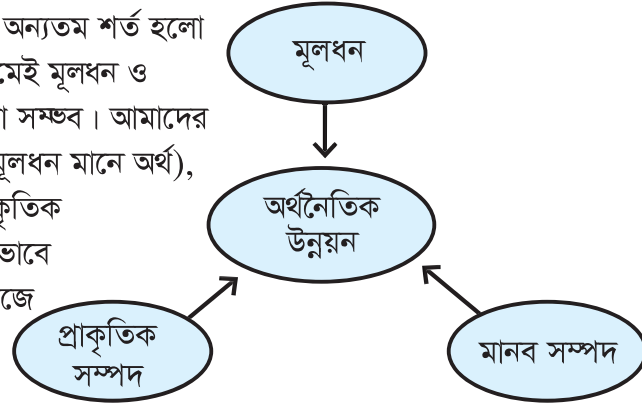 অন্যতম শর্ত হলো
মেই মূলধন ও
সম্ভব। আমাদের
মূলধন মানে অর্থ),
কৃতিক
ভাবে
জে
মূলধন
অর্থনৈতিক
উন্নয়ন
প্রাকৃতিক
সম্পদ
মানব সম্পদ